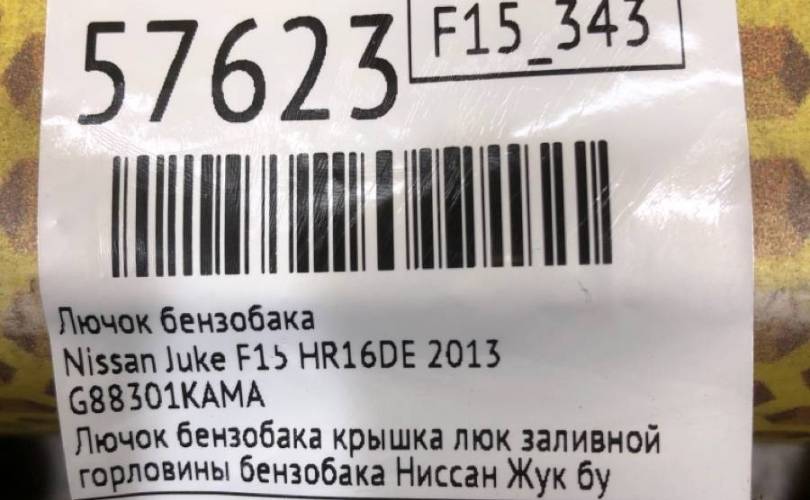 57623
F15_343
Лючок бензобака
Nissan Juke F15 HR16DE 2013
G88301KAMA
Лючок бензобака крышка люк заливной
горловины бензобака Ниссан Жук бу